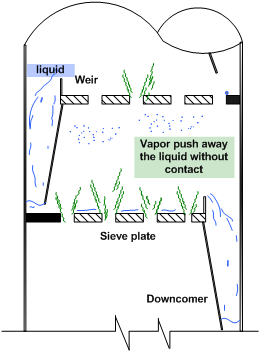 liquid
Weir
Vapor push away
the liquid without
contact
Sieve plate
Downcomer